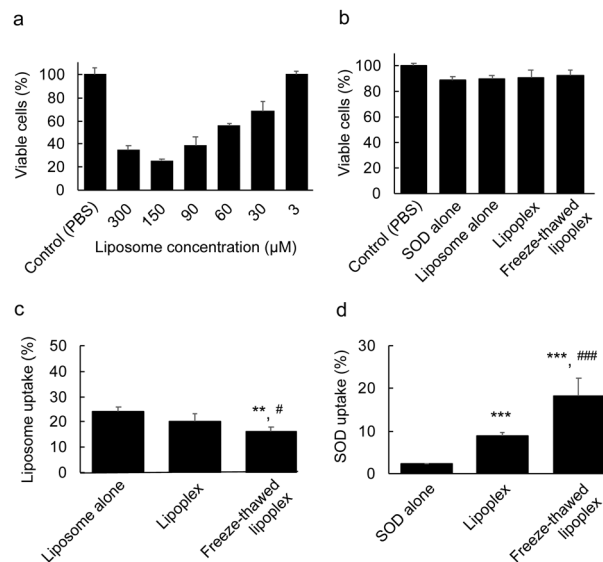 a
Viable cells (%)
120
100
80
60
40
20
0
Control (PBS)
300
150
90
60
30
3
Liposome concentration (μM)
b
Viable cells (%)
120
100
80
60
40
20
0
Control (PBS)
SOD alone
Liposome alone
Lipoplex
Freeze-thawed
lipoplex
c
Liposome uptake (%)
50
40
30
20
10
0
**, #
Liposome alone
Lipoplex
Freeze-thawed
lipoplex
d
SOD uptake (%)
30
20
10
0
***
***, ###
SOD alone
Lipoplex
Freeze-thawed
lipoplex